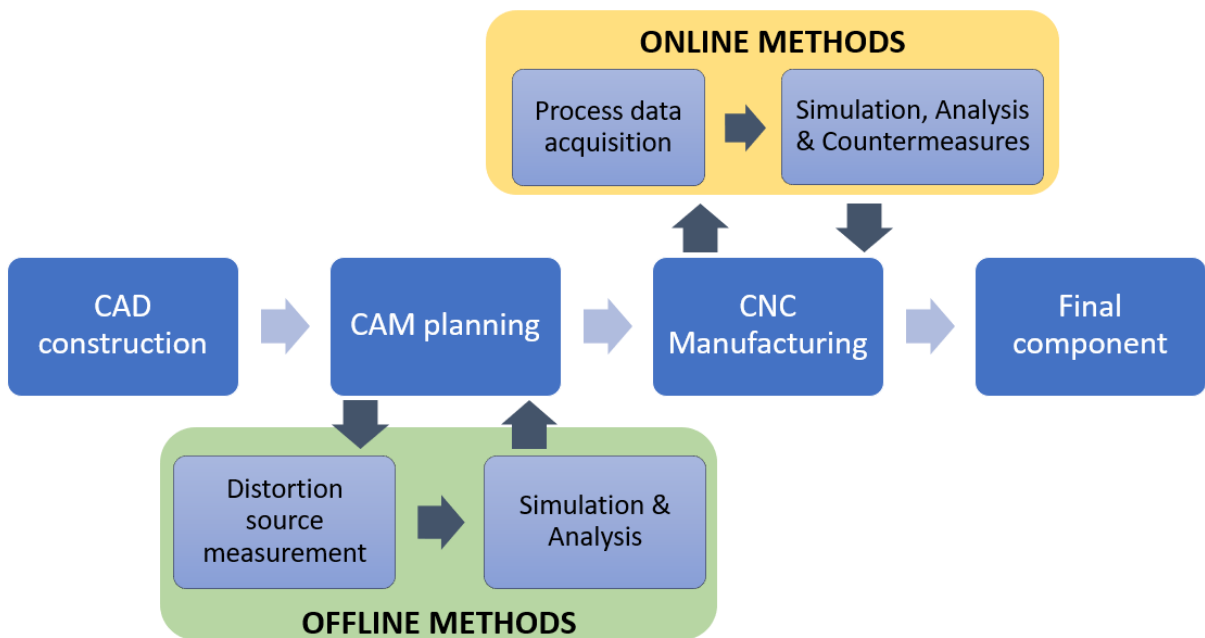 ONLINE METHODS
Process data
acquisition
Simulation, Analysis
& Countermeasures
CAD
construction
CAM planning
CNC
Manufacturing
Final
component
Distortion
source
measurement
Simulation &
Analysis
OFFLINE METHODS